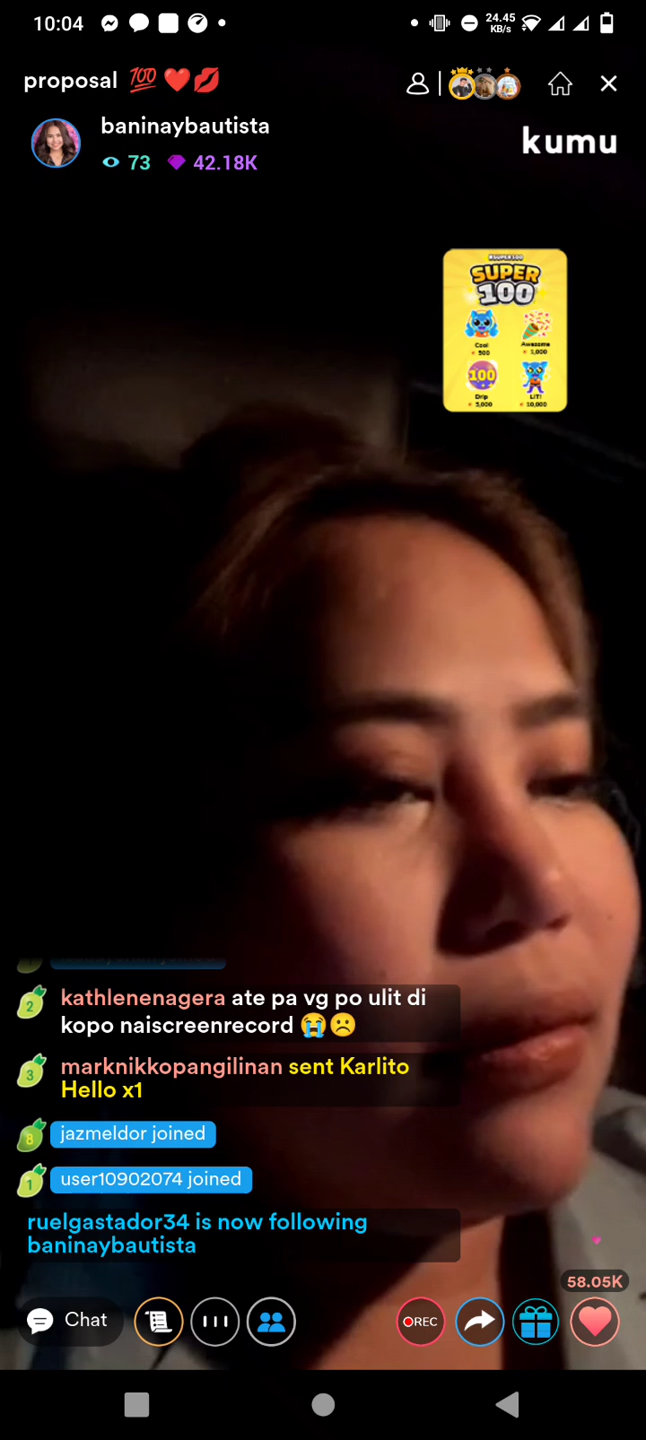 10:04
24.45
KB/s
proposal 💯❤️💋
baninaybautista
73 42.18K
kumu
#SUPER100
SUPER
100
Cool
500
Awesome
1,000
100
Drip
5,000
LIT!
10,000
2 kathlenenagera ate pa vg po ulit di
kopo naiscreenrecord 😭☹️
3 marknikkopangilinan sent Karlito
Hello x1
8 jazmeldor joined
1 user10902074 joined
ruelgastador34 is now following
baninaybautista
58.05K
Chat
REC